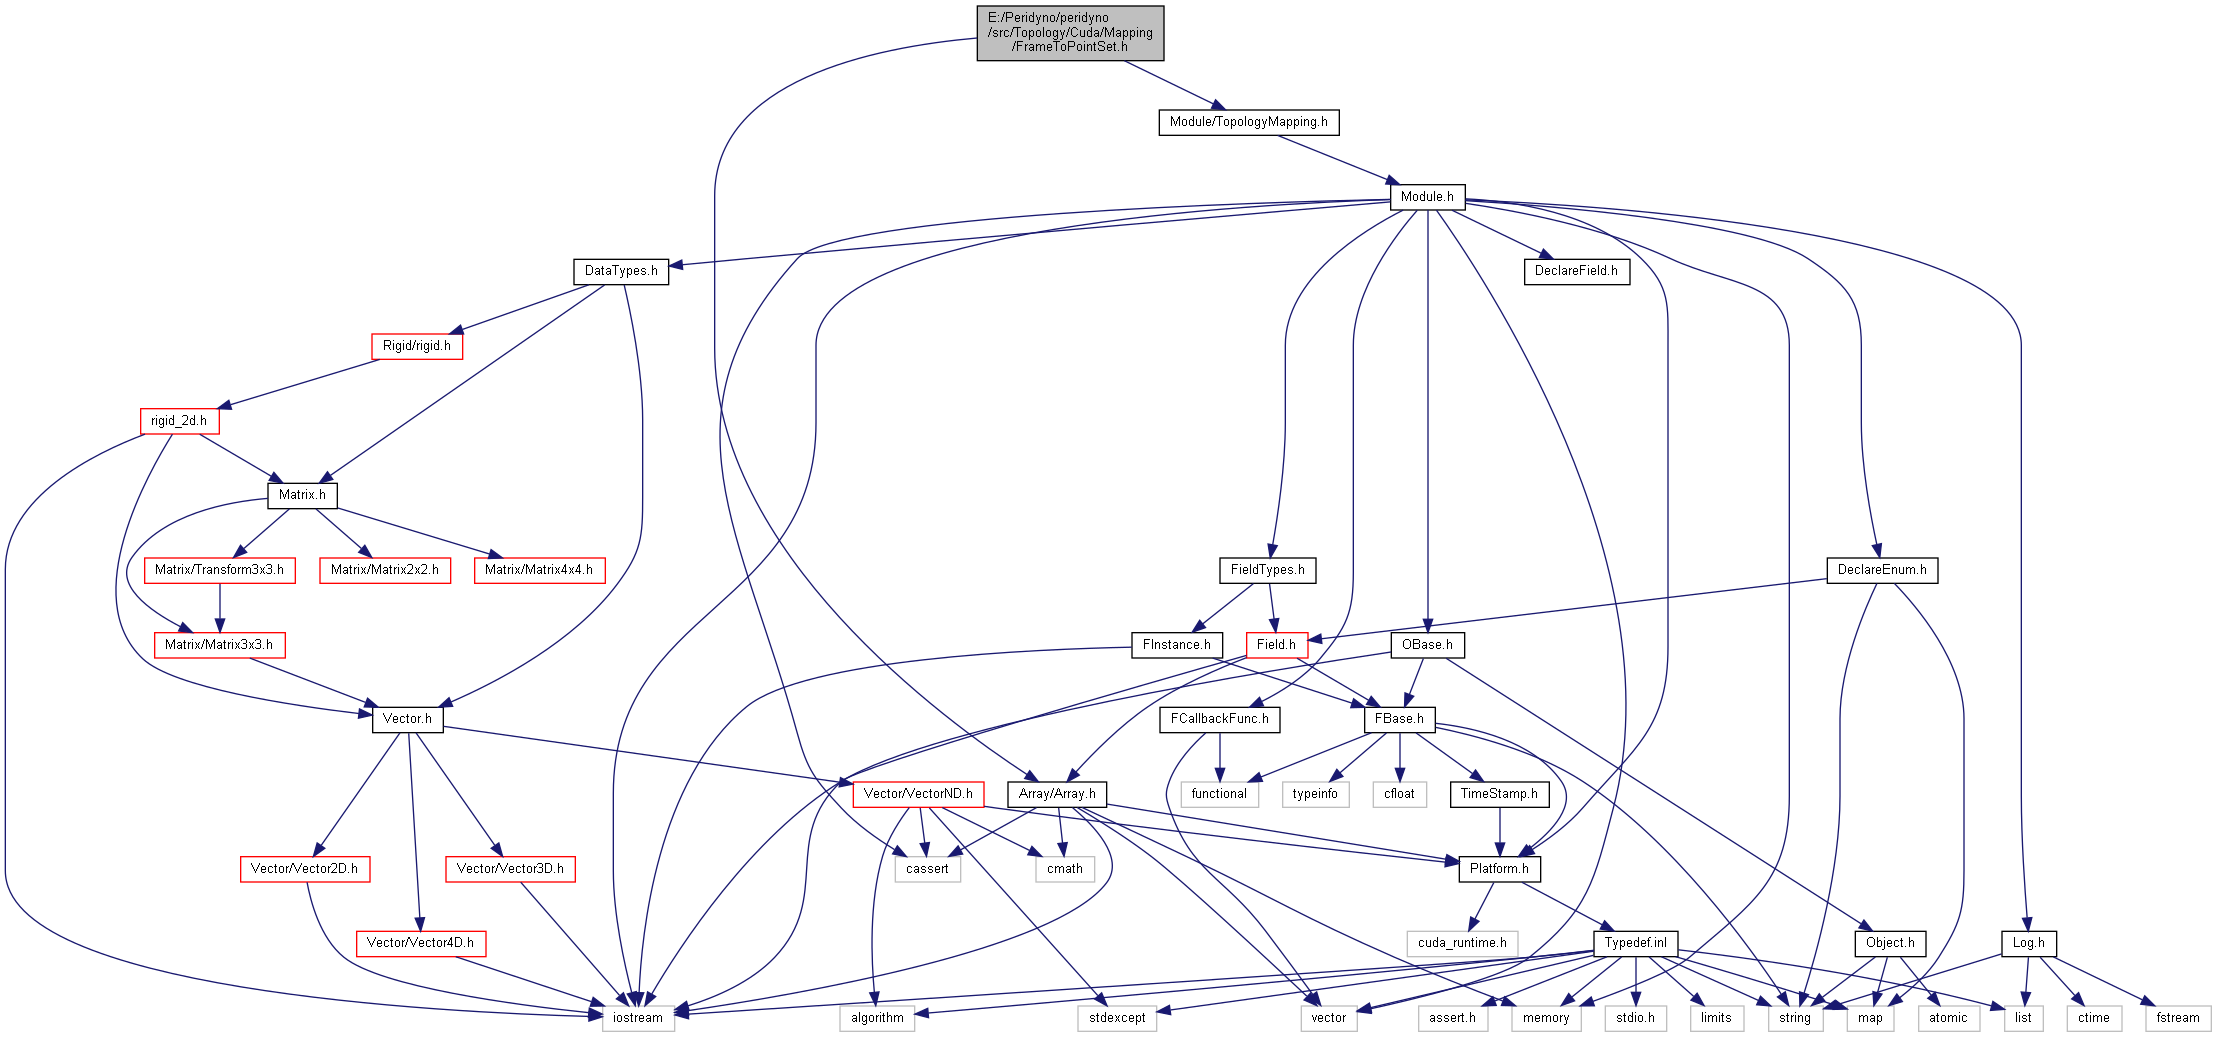 E:/Peridyno/peridyno
/src/Topology/Cuda/Mapping
/FrameToPointSet.h
Module/TopologyMapping.h
Module.h
DataTypes.h
DeclareField.h
Rigid/rigid.h
rigid_2d.h
Matrix.h
Matrix/Transform3x3.h
Matrix/Matrix2x2.h
Matrix/Matrix4x4.h
FieldTypes.h
DeclareEnum.h
Matrix/Matrix3x3.h
FInstance.h
Field.h
OBase.h
Vector.h
FCallbackFunc.h
FBase.h
Vector/VectorND.h
Array/Array.h
functional
typeinfo
cfloat
TimeStamp.h
Vector/Vector2D.h
Vector/Vector3D.h
cassert
cmath
Platform.h
Vector/Vector4D.h
cuda_runtime.h
Typedef.inl
Object.h
Log.h
iostream
algorithm
stdexcept
vector
assert.h
memory
stdio.h
limits
string
map
atomic
list
ctime
fstream